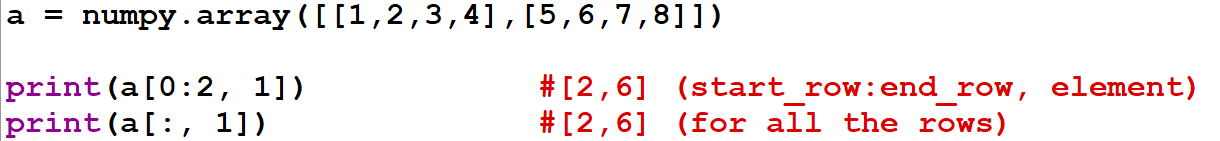 a = numpy.array([[1,2,3,4],[5,6,7,8]])
print(a[0:2, 1]) #[2,6] (start_row:end_row, element)
print(a[:, 1]) #[2,6] (for all the rows)